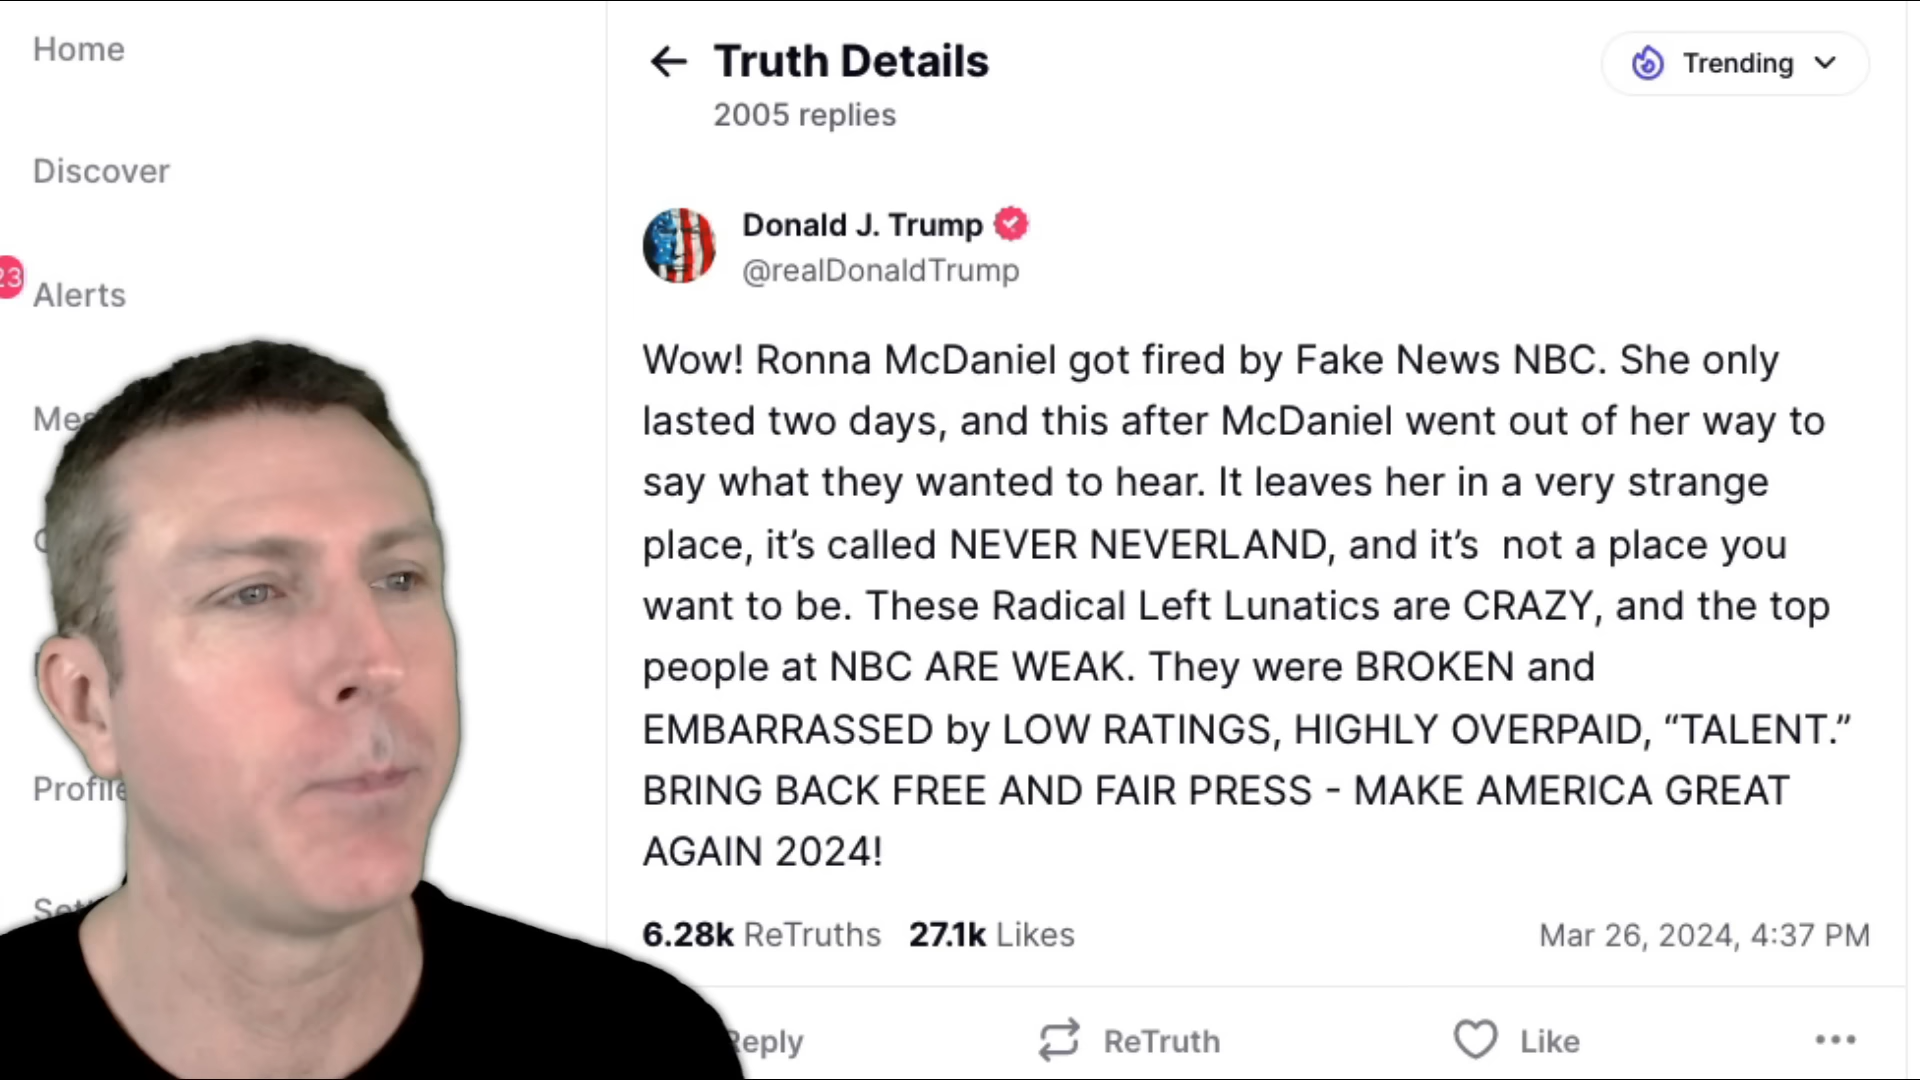 Home
Discover
23
Alerts
Profile
Truth Details
2005 replies
Trending
Donald J. Trump
@realDonaldTrump
Wow! Ronna McDaniel got fired by Fake News NBC. She only
lasted two days, and this after McDaniel went out of her way to
say what they wanted to hear. It leaves her in a very strange
place, it’s called NEVER NEVERLAND, and it’s  not a place you
want to be. These Radical Left Lunatics are CRAZY, and the top
people at NBC ARE WEAK. They were BROKEN and
EMBARRASSED by LOW RATINGS, HIGHLY OVERPAID, “TALENT.”
BRING BACK FREE AND FAIR PRESS - MAKE AMERICA GREAT
AGAIN 2024!
6.28k ReTruths 27.1k Likes
Mar 26, 2024, 4:37 PM
Reply
ReTruth
Like